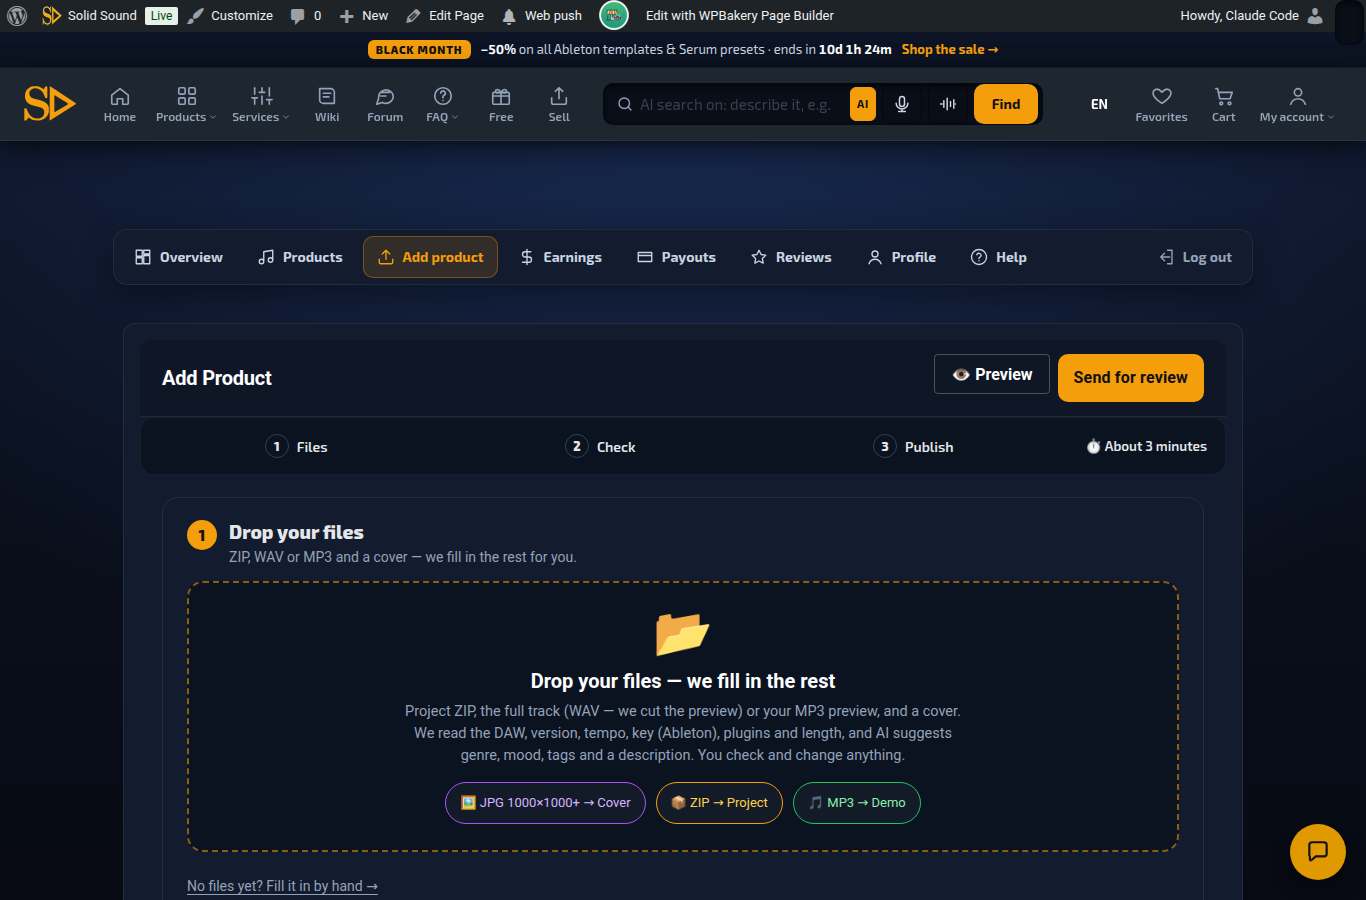 Solid Sound Live Customize 0 New Edit Page Web push Edit with WPBakery Page Builder Howdy, Claude Code
BLACK MONTH −50% on all Ableton templates & Serum presets · ends in 10d 1h 24m Shop the sale →
Home Products Services Wiki Forum FAQ Free Sell
AI search on: describe it, e.g. AI Find
EN Favorites Cart My account
Overview Products Add product Earnings Payouts Reviews Profile Help Log out
Add Product Preview Send for review
1 Files 2 Check 3 Publish About 3 minutes
1 Drop your files
ZIP, WAV or MP3 and a cover — we fill in the rest for you.
Drop your files — we fill in the rest
Project ZIP, the full track (WAV — we cut the preview) or your MP3 preview, and a cover.
We read the DAW, version, tempo, key (Ableton), plugins and length, and AI suggests
genre, mood, tags and a description. You check and change anything.
JPG 1000×1000+ → Cover ZIP → Project MP3 → Demo
No files yet? Fill it in by hand →